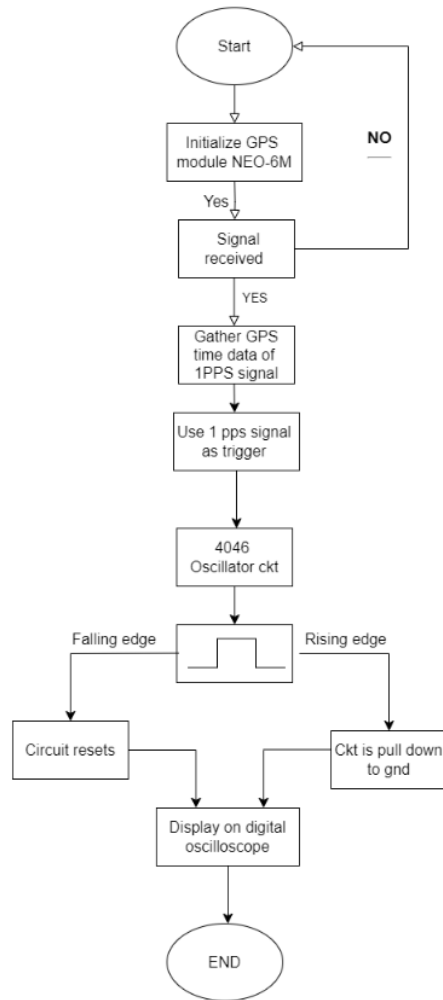 Start
Initialize GPS
module NEO-6M
NO
Yes
Signal
received
YES
Gather GPS
time data of
1PPS signal
Use 1 pps signal
as trigger
4046
Oscillator ckt
Falling edge
Rising edge
Circuit resets
Ckt is pull down
to gnd
Display on digital
oscilloscope
END